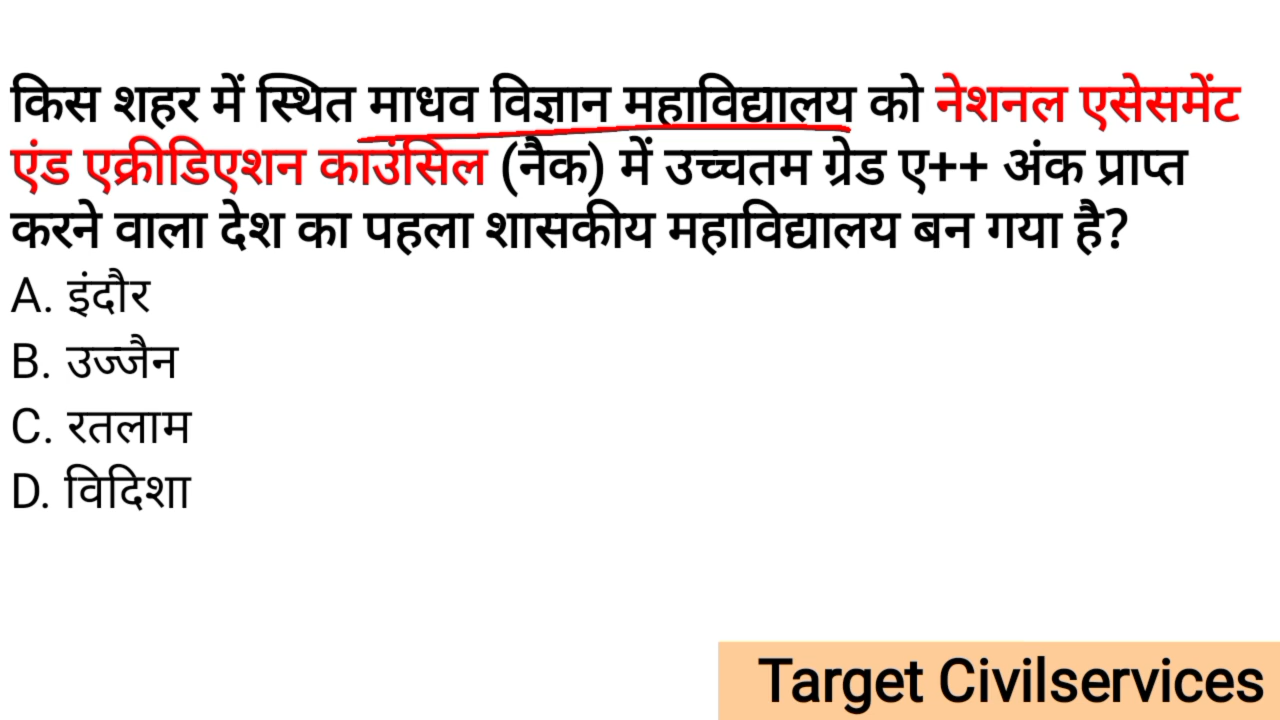 किस शहर में स्थित माधव विज्ञान महाविद्यालय को नेशनल एसेसमेंट
एंड एक्रीडिएशन काउंसिल (नैक) में उच्चतम ग्रेड ए++ अंक प्राप्त
करने वाला देश का पहला शासकीय महाविद्यालय बन गया है?
A. इंदौर
B. उज्जैन
C. रतलाम
D. विदिशा
Target Civilservices